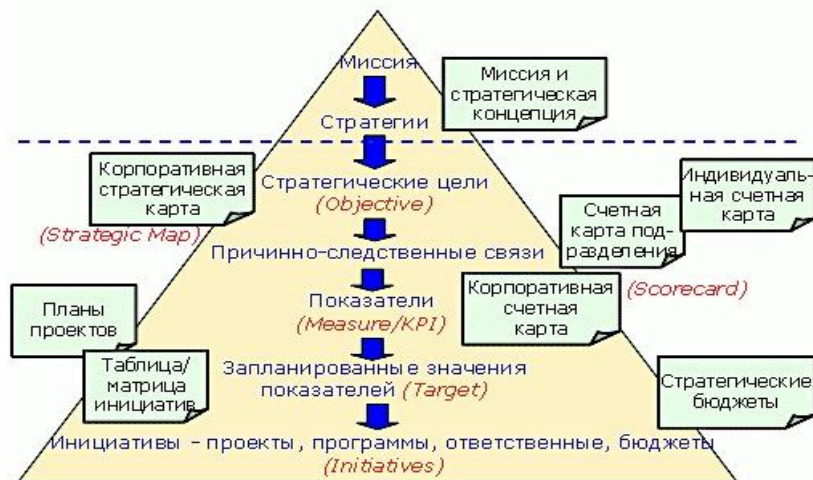 Миссия
Миссия и
стратегическая
концепция
Стратегии
Корпоративная
стратегическая
карта
(Strategic Map)
Стратегические цели
(Objective)
Индивидуаль-
ная счетная
карта
Счетная
карта под-
разделения
(Scorecard)
Причинно-следственные связи
Корпоративная
счетная
карта
Планы
проектов
Показатели
(Measure/KPI)
Таблица/
матрица
инициатив
Запланированные значения
показателей (Target)
Стратегические
бюджеты
Инициативы - проекты, программы, ответственные, бюджеты
(Initiatives)